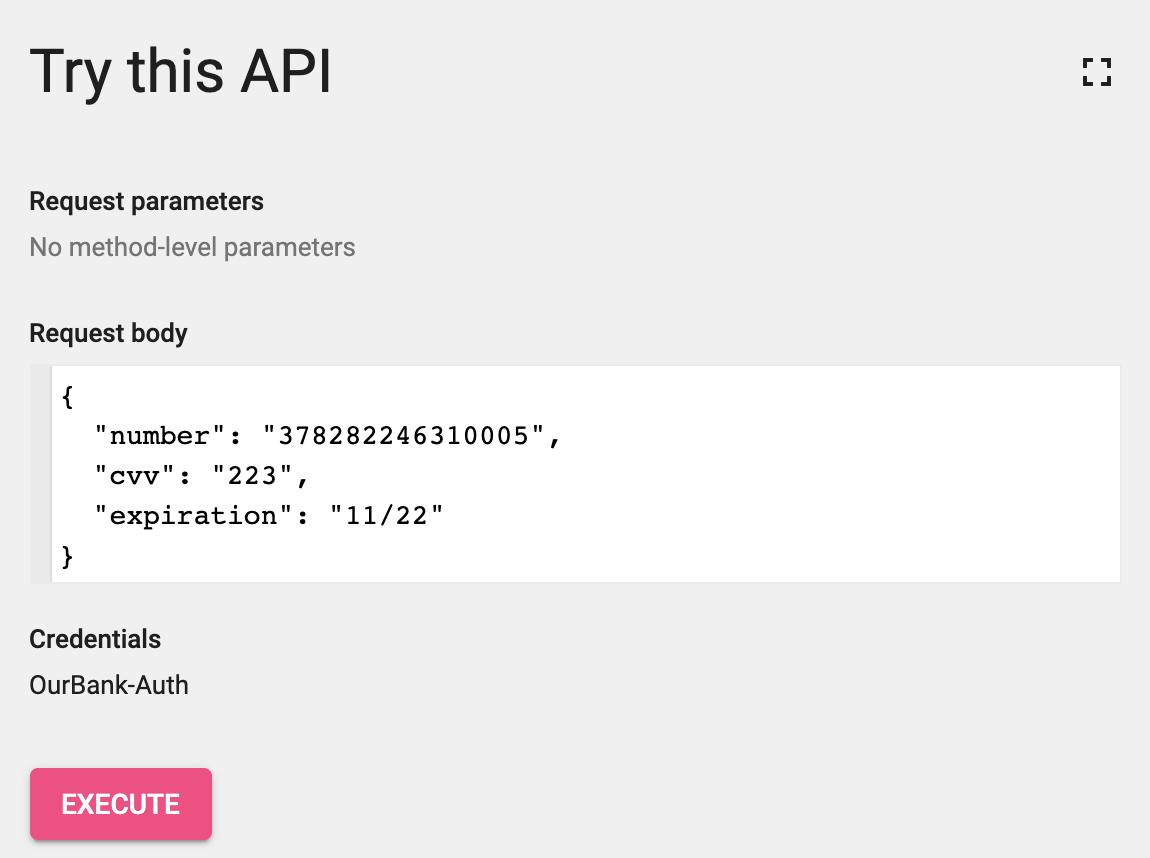 Try this API
Request parameters
No method-level parameters
Request body
{
"number": "378282246310005",
"cvv": "223",
"expiration": "11/22"
}
Credentials
OurBank-Auth
EXECUTE